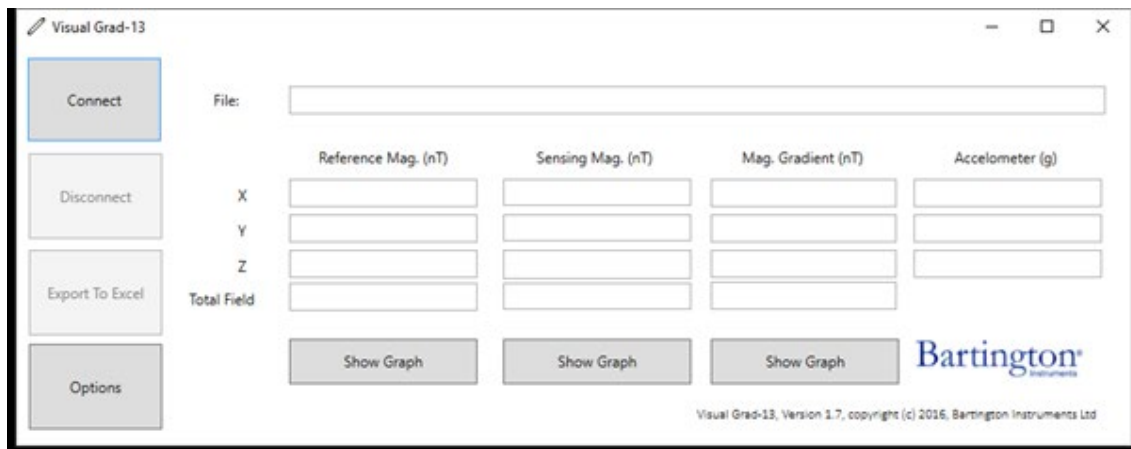 Visual Grad-13
Connect
File:
Reference Mag. (nT) Sensing Mag. (nT) Mag. Gradient (nT) Accelometer (g)
Disconnect
X
Y
Z
Export To Excel
Total Field
Show Graph Show Graph Show Graph
Bartington®
Instruments
Options
Visual Grad-13, Version 1.7, copyright (c) 2016, Bartington Instruments Ltd